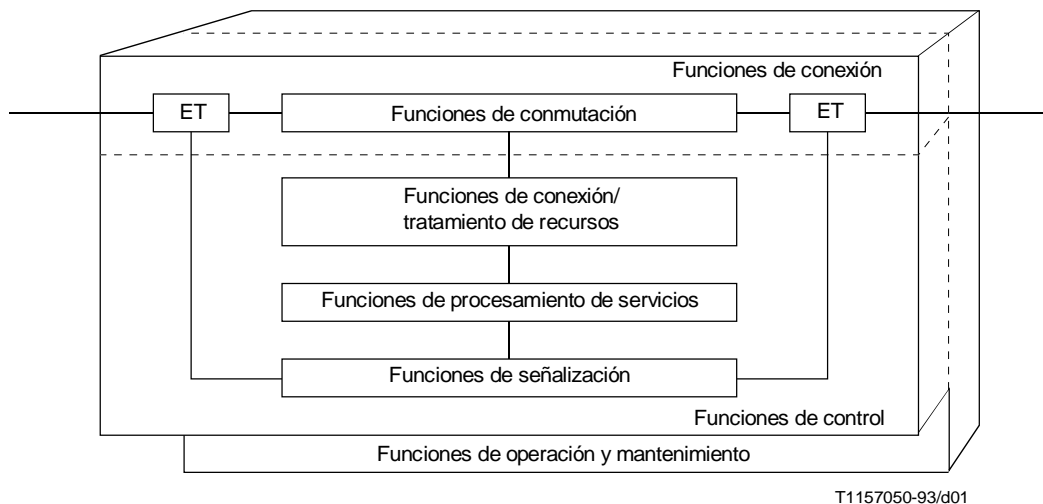 Funciones de conexión
ET
Funciones de conmutación
ET
Funciones de conexión/
tratamiento de recursos
Funciones de procesamiento de servicios
Funciones de señalización
Funciones de control
Funciones de operación y mantenimiento
T1157050-93/d01